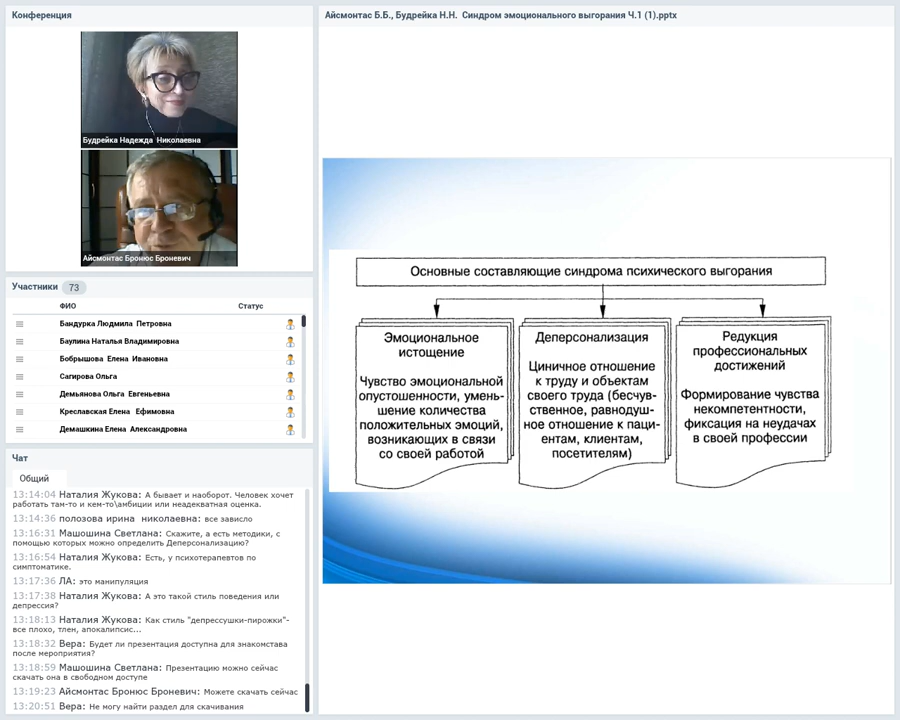 Конференция
Будрейка Надежда Николаевна
Айсмонтас Бронюс Броневич
Участники 73
ФИО Статус
Бандурка Людмила Петровна
Баулина Наталья Владимировна
Бобрышова Елена Ивановна
Сагирова Ольга
Демьянова Ольга Евгеньевна
Креславская Елена Ефимовна
Демашкина Елена Александровна
Чат
Общий
13:14:04 Наталия Жукова: А бывает и наоборот. Человек хочет
работать там-то и кем-то\амбиции или неадекватная оценка.
13:14:36 полозова ирина николаевна: все зависло
13:16:31 Машошина Светлана: Скажите, а есть методики, с
помощью которых можно определить Деперсонализацию?
13:16:54 Наталия Жукова: Есть, у психотерапевтов по
симптоматике.
13:17:36 ЛА: это манипуляция
13:17:38 Наталия Жукова: А это такой стиль поведения или
депрессия?
13:18:13 Наталия Жукова: Как стиль "депрессушки-пирожки"-
все плохо, тлен, апокалипсис...
13:18:32 Вера: Будет ли презентация доступна для знакомстава
после мероприятия?
13:18:59 Машошина Светлана: Презентацию можно сейчас
скачать она в свободном доступе
13:19:23 Айсмонтас Бронюс Броневич: Можете скачать сейчас
13:20:51 Вера: Не могу найти раздел для скачивания
Айсмонтас Б.Б., Будрейка Н.Н. Синдром эмоционального выгорания Ч.1 (1).pptx
Основные составляющие синдрома психического выгорания
Эмоциональное
истощение
Чувство эмоциональной
опустошенности, умень-
шение количества
положительных эмоций,
возникающих в связи
со своей работой
Деперсонализация
Циничное отношение
к труду и объектам
своего труда (бесчув-
ственное, равнодуш-
ное отношение к паци-
ентам, клиентам,
посетителям)
Редукция
профессиональных
достижений
Формирование чувства
некомпетентности,
фиксация на неудачах
в своей профессии